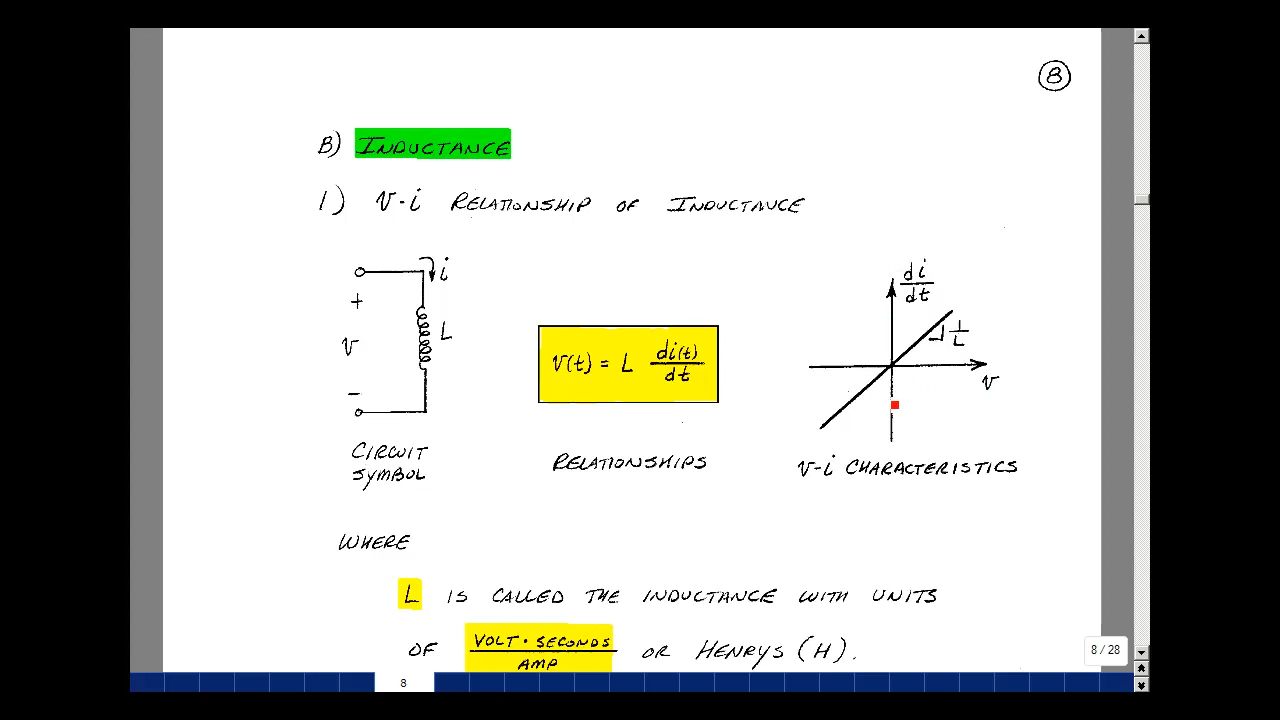 8
B) INDUCTANCE
1) v-i RELATIONSHIP OF INDUCTANCE
i
+
v
L
-
CIRCUIT
SYMBOL
v(t) = L di(t)/dt
RELATIONSHIPS
di/dt
1/L
v
v-i CHARACTERISTICS
WHERE
L IS CALLED THE INDUCTANCE WITH UNITS
OF VOLT · SECONDS/AMP OR HENRYS (H).
8 / 28
8